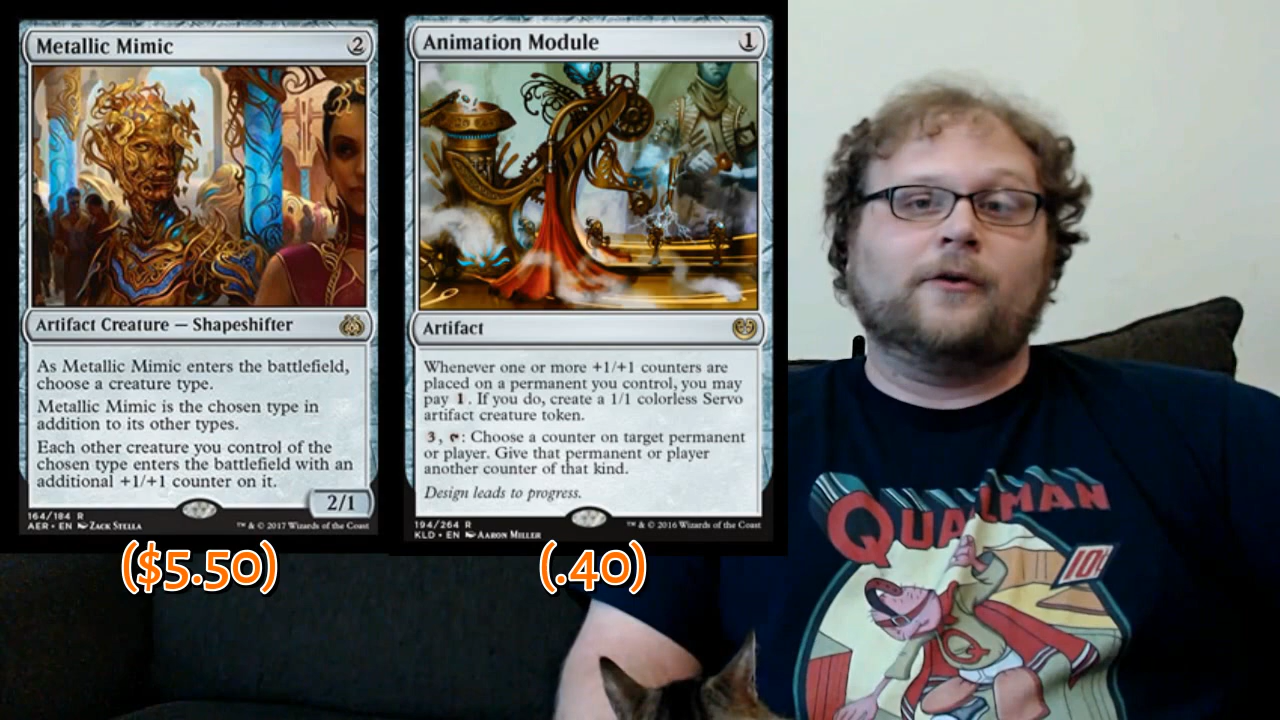 Metallic Mimic 2
Artifact Creature — Shapeshifter
As Metallic Mimic enters the battlefield,
choose a creature type.
Metallic Mimic is the chosen type in
addition to its other types.
Each other creature you control of the
chosen type enters the battlefield with an
additional +1/+1 counter on it.
2/1
164/184 R
AER • EN Zack Stella
™ & © 2017 Wizards of the Coast
($5.50)
Animation Module 1
Artifact
Whenever one or more +1/+1 counters are
placed on a permanent you control, you may
pay 1. If you do, create a 1/1 colorless Servo
artifact creature token.
3, T: Choose a counter on target permanent
or player. Give that permanent or player
another counter of that kind.
Design leads to progress.
194/264 R
KLD • EN Aaron Miller
™ & © 2016 Wizards of the Coast
(.40)
10¢
Q